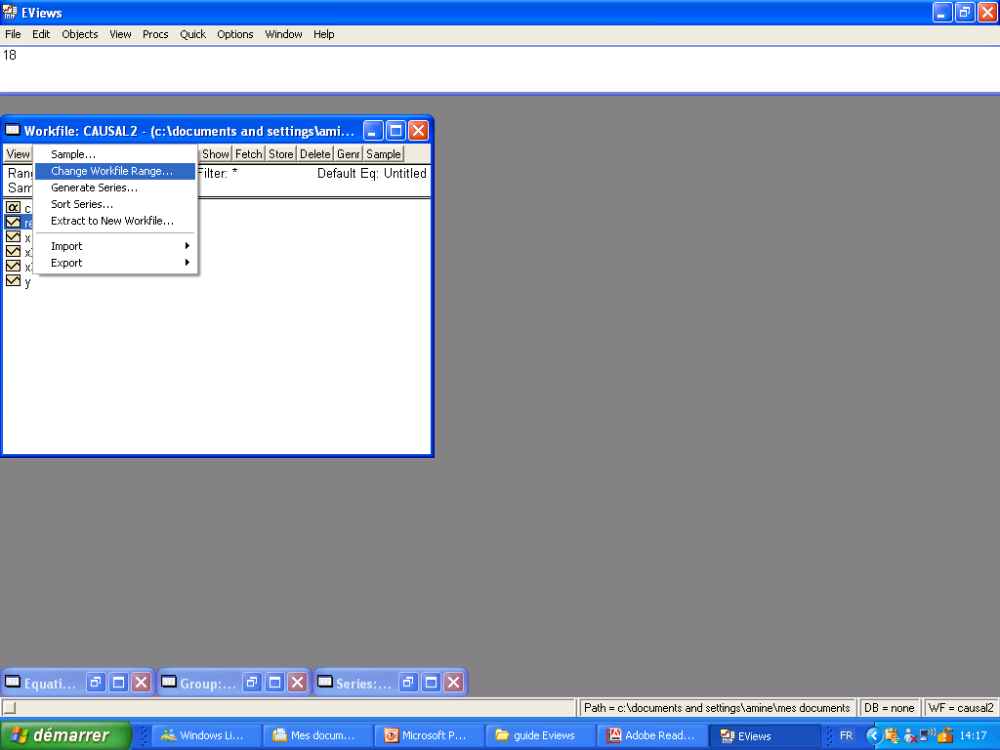 EViews
File Edit Objects View Procs Quick Options Window Help
18
Workfile: CAUSAL2 - (c:\documents and settings\ami...
View Show Fetch Store Delete Genr Sample
Sample...
Change Workfile Range...
Generate Series...
Sort Series...
Extract to New Workfile...
Import
Export
Filter: * Default Eq: Untitled
c
x
y
Equati... Group:... Series:...
Path = c:\documents and settings\amine\mes documents DB = none WF = causal2
démarrer Windows Li... Mes docum... Microsoft P... guide Eviews Adobe Read... EViews FR 14:17